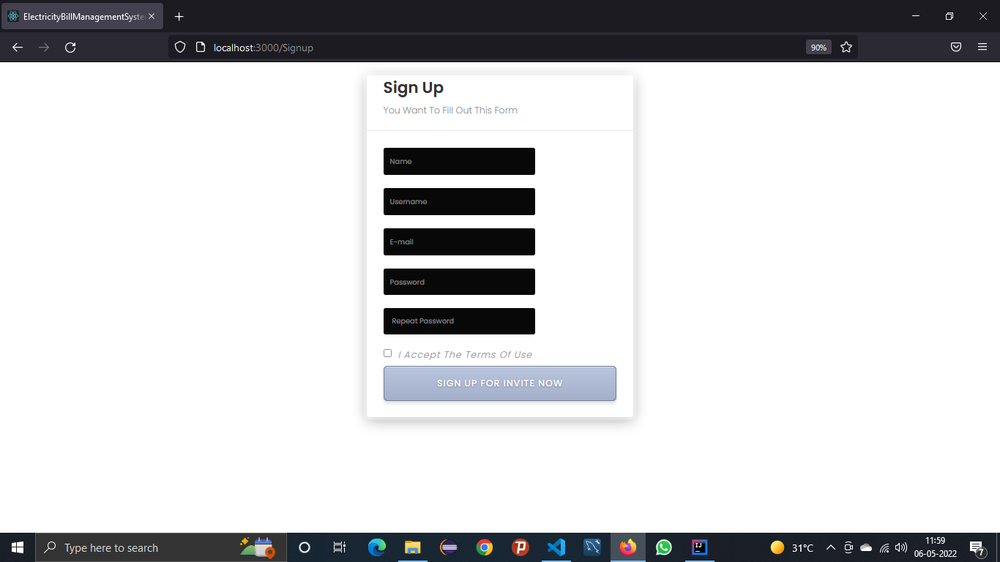 ElectricityBillManagementSyste
localhost:3000/Signup
90%
Sign Up
You Want To Fill Out This Form
Name
Username
E-mail
Password
Repeat Password
I Accept The Terms Of Use
SIGN UP FOR INVITE NOW
Type here to search
31°C
11:59
06-05-2022
7